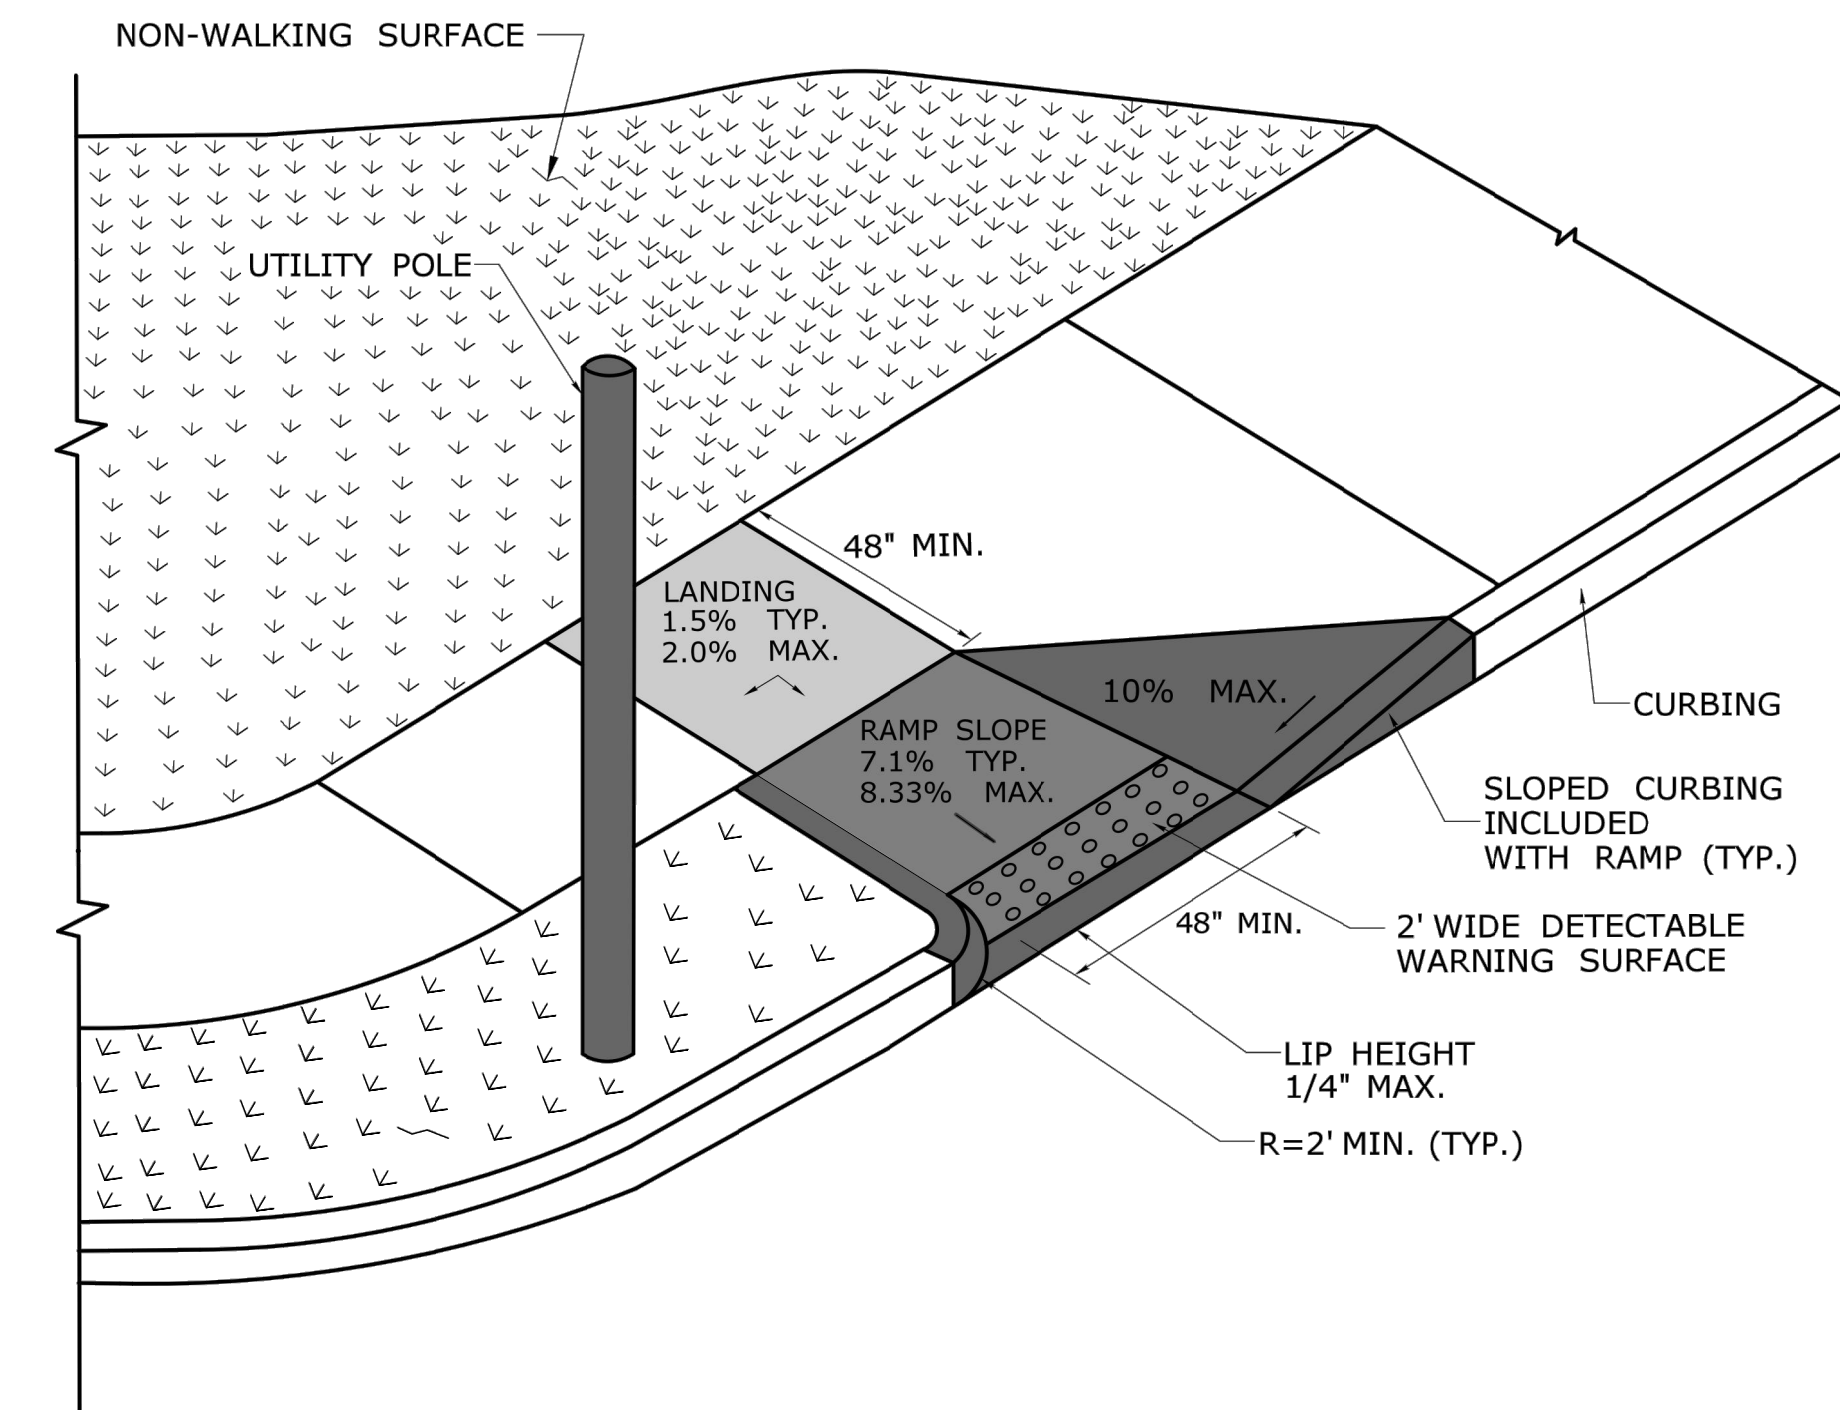 NON-WALKING SURFACE
UTILITY POLE
48" MIN.
LANDING
1.5% TYP.
2.0% MAX.
10% MAX.
CURBING
RAMP SLOPE
7.1% TYP.
8.33% MAX.
SLOPED CURBING
INCLUDED
WITH RAMP (TYP.)
48" MIN.
2' WIDE DETECTABLE
WARNING SURFACE
LIP HEIGHT
1/4" MAX.
R=2' MIN. (TYP.)